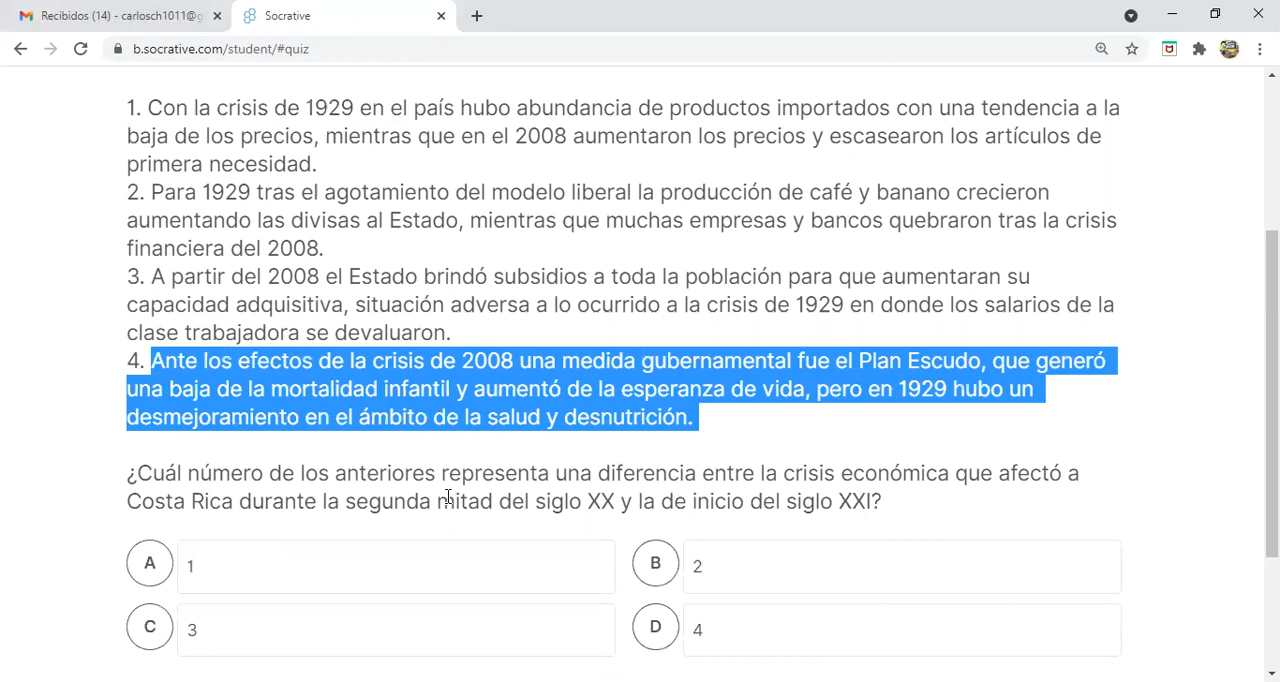 Recibidos (14) - carlosch1011@g
Socrative
b.socrative.com/student/#quiz
1. Con la crisis de 1929 en el país hubo abundancia de productos importados con una tendencia a la
baja de los precios, mientras que en el 2008 aumentaron los precios y escasearon los artículos de
primera necesidad.
2. Para 1929 tras el agotamiento del modelo liberal la producción de café y banano crecieron
aumentando las divisas al Estado, mientras que muchas empresas y bancos quebraron tras la crisis
financiera del 2008.
3. A partir del 2008 el Estado brindó subsidios a toda la población para que aumentaran su
capacidad adquisitiva, situación adversa a lo ocurrido a la crisis de 1929 en donde los salarios de la
clase trabajadora se devaluaron.
4. Ante los efectos de la crisis de 2008 una medida gubernamental fue el Plan Escudo, que generó
una baja de la mortalidad infantil y aumentó de la esperanza de vida, pero en 1929 hubo un
desmejoramiento en el ámbito de la salud y desnutrición.
¿Cuál número de los anteriores representa una diferencia entre la crisis económica que afectó a
Costa Rica durante la segunda mitad del siglo XX y la de inicio del siglo XXI?
A 1
B 2
C 3
D 4